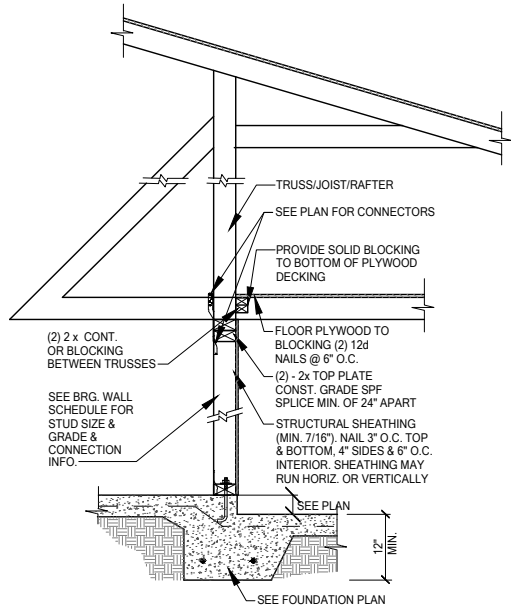 TRUSS/JOIST/RAFTER
SEE PLAN FOR CONNECTORS
PROVIDE SOLID BLOCKING
TO BOTTOM OF PLYWOOD
DECKING
(2) 2 x CONT.
OR BLOCKING
BETWEEN TRUSSES
FLOOR PLYWOOD TO
BLOCKING (2) 12d
NAILS @ 6" O.C.
(2) - 2x TOP PLATE
CONST. GRADE SPF
SPLICE MIN. OF 24" APART
SEE BRG. WALL
SCHEDULE FOR
STUD SIZE &
GRADE &
CONNECTION
INFO.
STRUCTURAL SHEATHING
(MIN. 7/16"). NAIL 3" O.C. TOP
& BOTTOM, 4" SIDES & 6" O.C.
INTERIOR. SHEATHING MAY
RUN HORIZ. OR VERTICALLY
SEE PLAN
12"
MIN.
SEE FOUNDATION PLAN